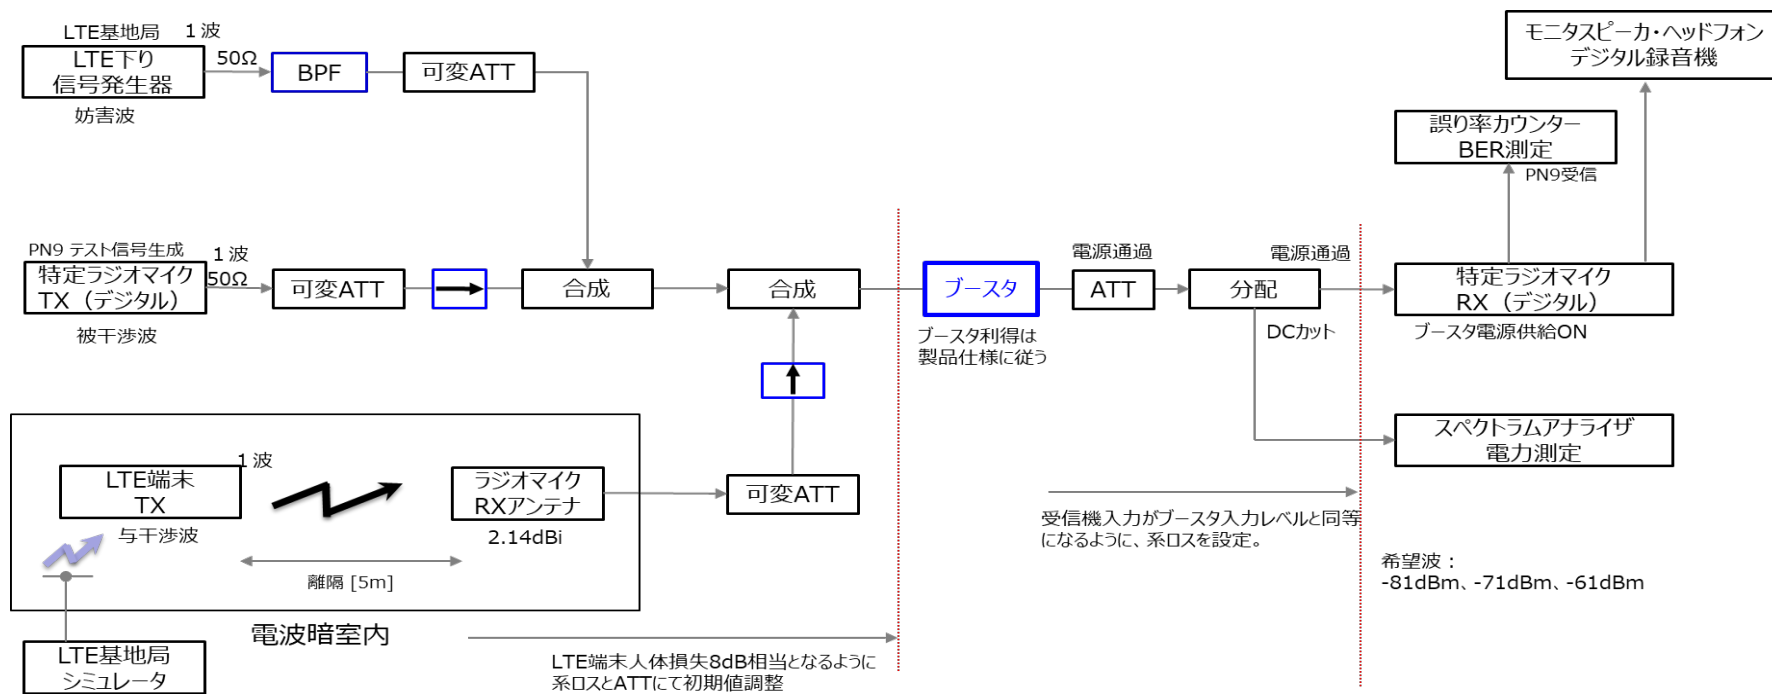 LTE基地局
1 波
LTE下り
信号発生器
50Ω
BPF
可変ATT
妨害波
モニタスピーカ・ヘッドフォン
デジタル録音機
誤り率カウンター
BER測定
PN9受信
PN9 テスト信号生成
1 波
特定ラジオマイク
TX（デジタル）
50Ω
可変ATT
合成
合成
ブースタ
電源通過
ATT
分配
電源通過
特定ラジオマイク
RX（デジタル）
被干渉波
ブースタ利得は
製品仕様に従う
DCカット
ブースタ電源供給ON
スペクトラムアナライザ
電力測定
1 波
LTE端末
TX
ラジオマイク
RXアンテナ
可変ATT
与干渉波
2.14dBi
離隔 [5m]
受信機入力がブースタ入力レベルと同等
になるように、系ロスを設定。
希望波：
-81dBm、-71dBm、-61dBm
電波暗室内
LTE基地局
シミュレータ
LTE端末人体損失8dB相当となるように
系ロスとATTにて初期値調整